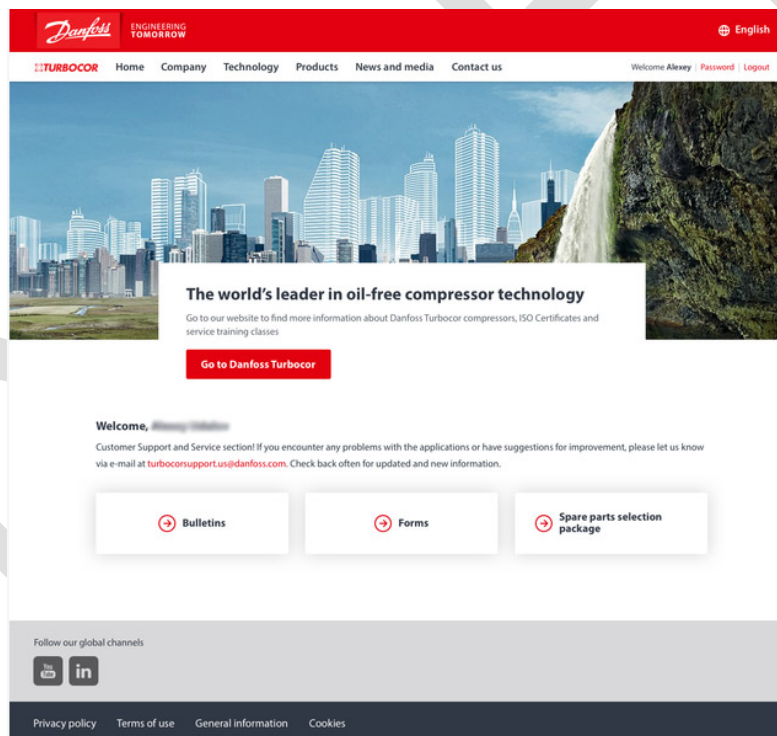 Danfoss ENGINEERING TOMORROW English
TURBOCOR Home Company Technology Products News and media Contact us Welcome Alexey | Password | Logout
The world's leader in oil-free compressor technology
Go to our website to find more information about Danfoss Turbocor compressors, ISO Certificates and
service training classes
Go to Danfoss Turbocor
Welcome,
Customer Support and Service section! If you encounter any problems with the applications or have suggestions for improvement, please let us know
via e-mail at turbocorsupport.us@danfoss.com. Check back often for updated and new information.
Bulletins
Forms
Spare parts selection
package
Follow our global channels
You Tube in
Privacy policy Terms of use General information Cookies